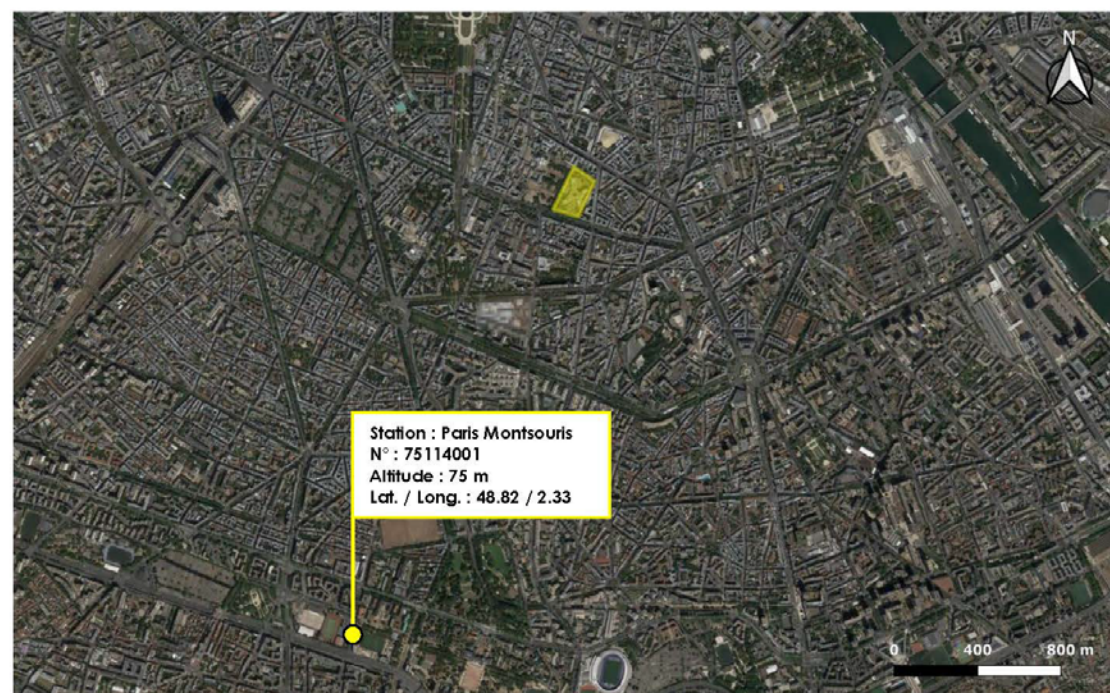 N
Station : Paris Montsouris
N° : 75114001
Altitude : 75 m
Lat. / Long. : 48.82 / 2.33
0 400 800 m